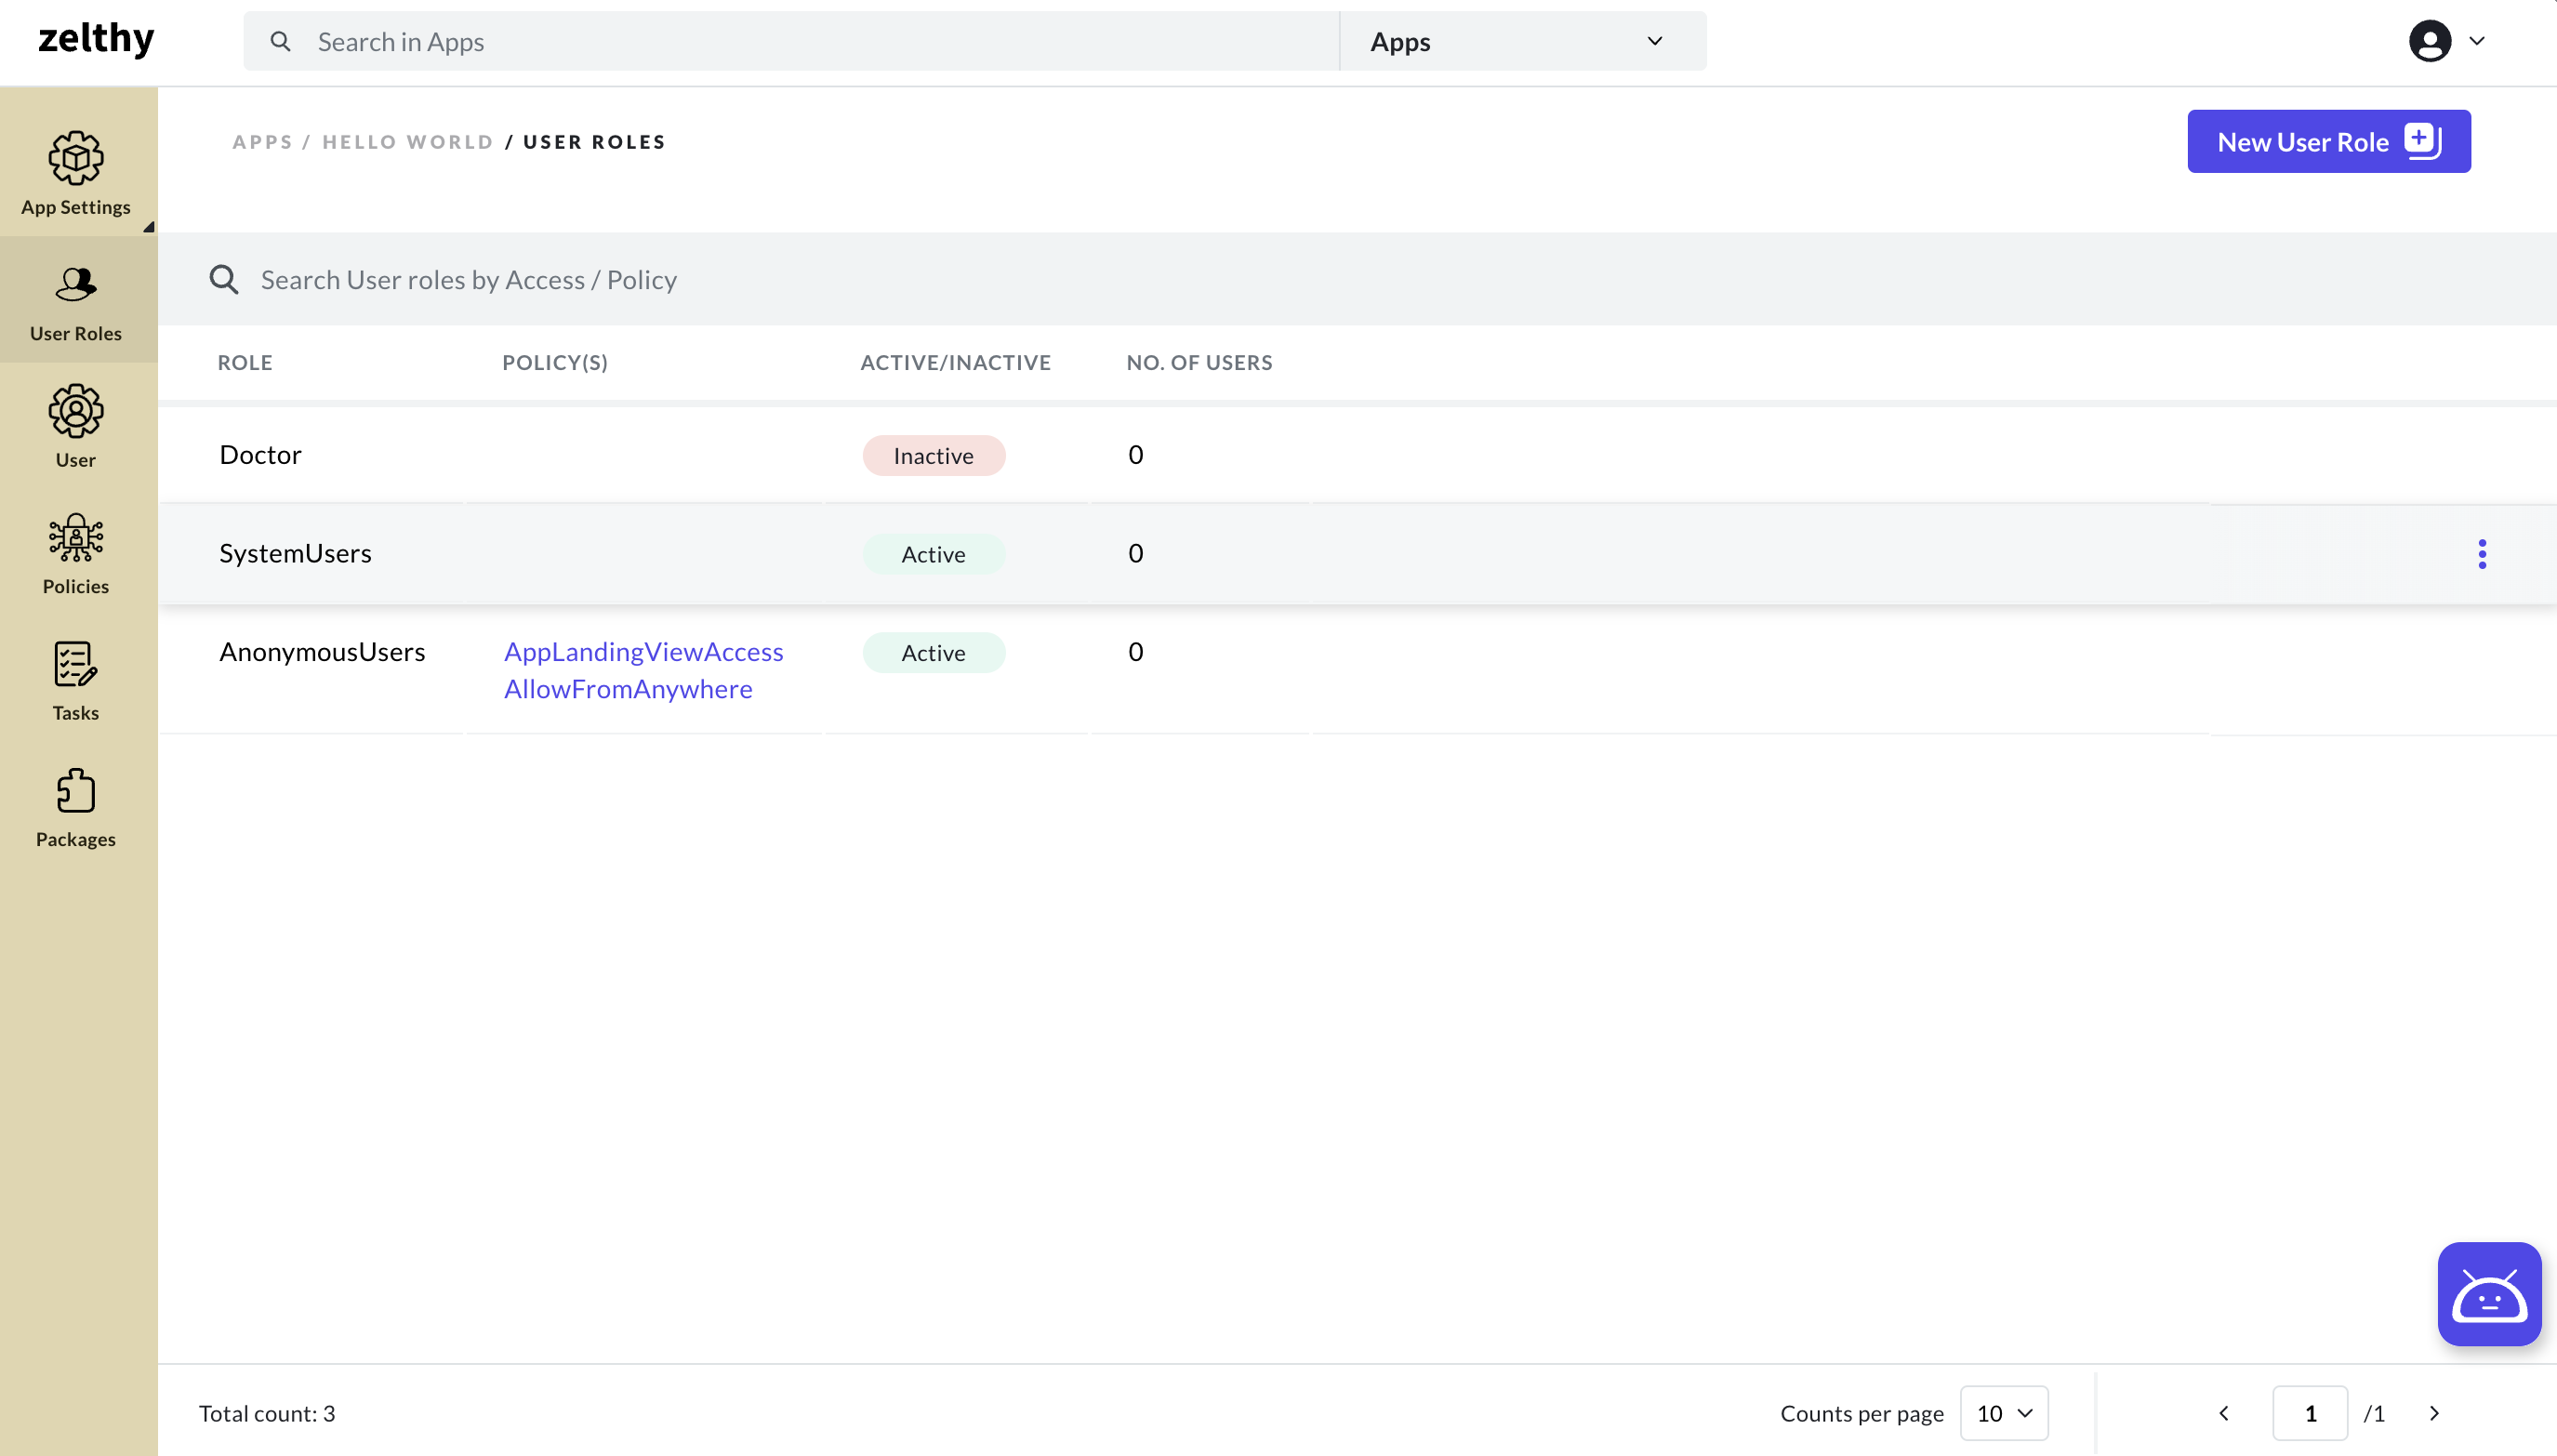 zelthy
Search in Apps
Apps
APPS / HELLO WORLD / USER ROLES
New User Role
App Settings
User Roles
User
Policies
Tasks
Packages
Search User roles by Access / Policy
ROLE POLICY(S) ACTIVE/INACTIVE NO. OF USERS
Doctor Inactive 0
SystemUsers Active 0
AnonymousUsers AppLandingViewAccess Active 0
AllowFromAnywhere
Total count: 3
Counts per page 10
1 /1